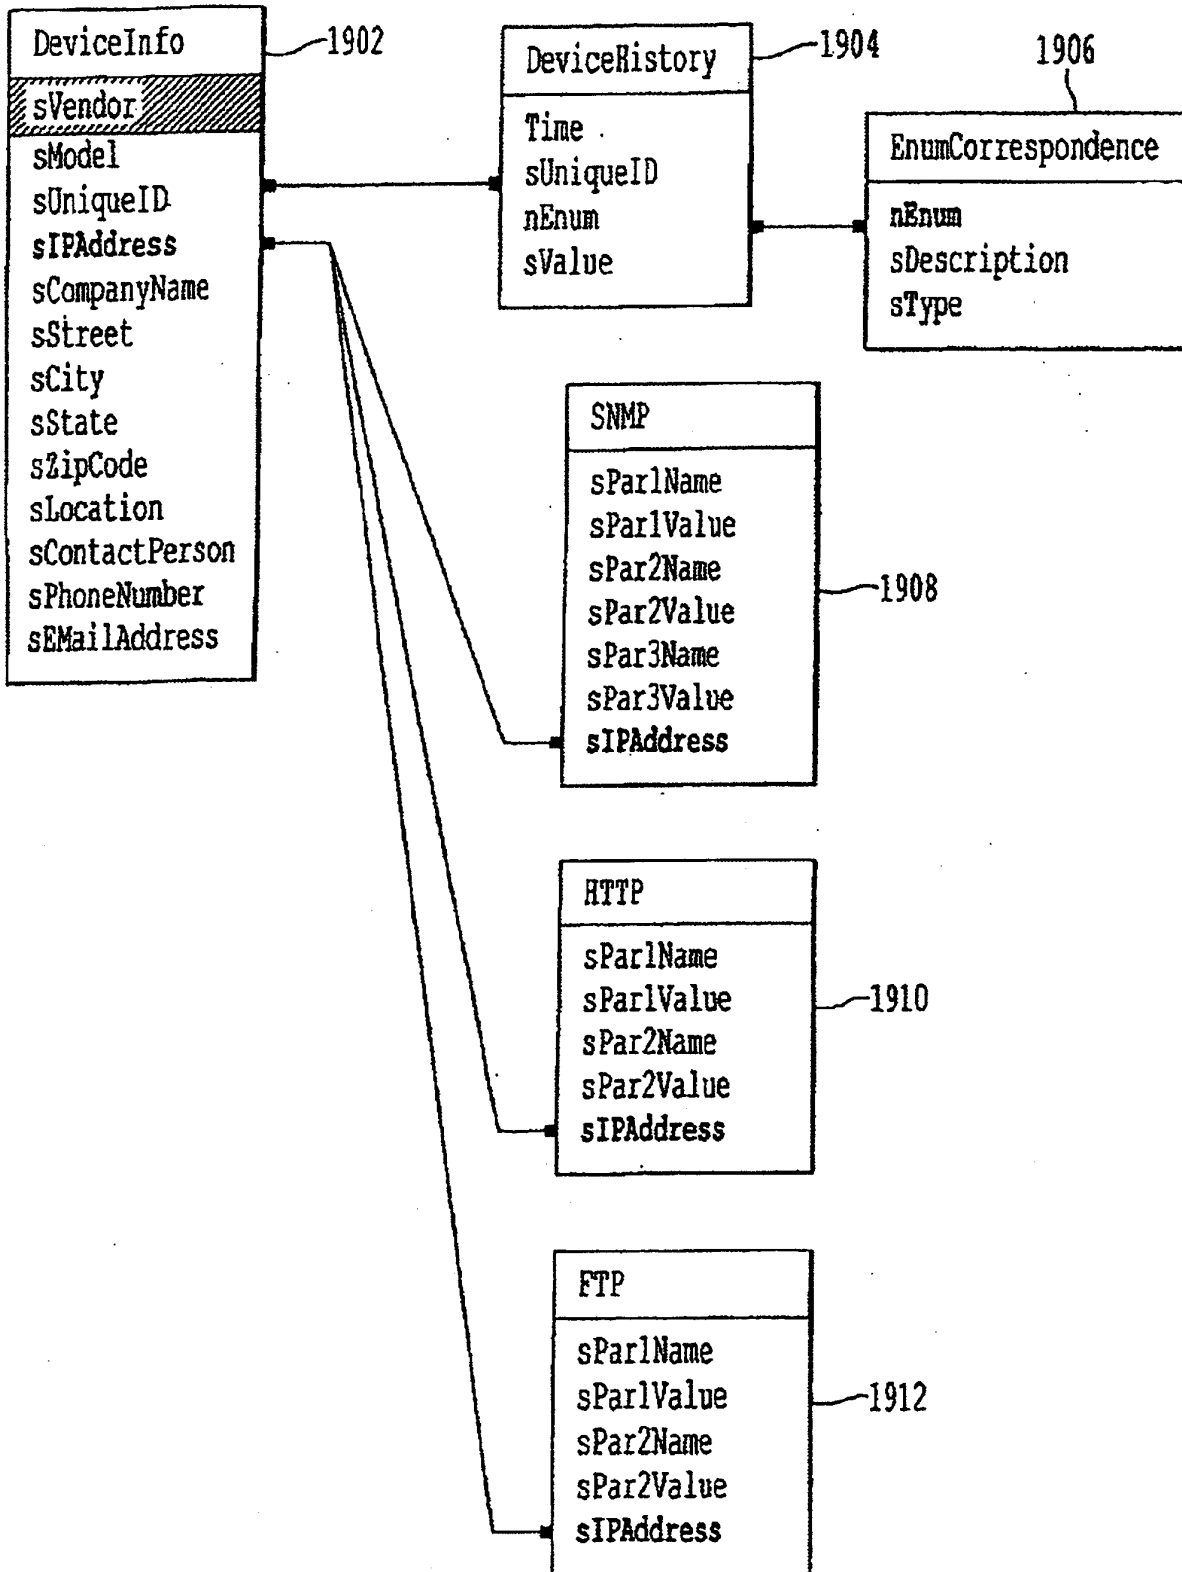 DeviceInfo
1902
sVendor
sModel
sUniqueID
sIPAddress
sCompanyName
sStreet
sCity
sState
sZipCode
sLocation
sContactPerson
sPhoneNumber
sEMailAddress
DeviceHistory
1904
Time
sUniqueID
nEnum
sValue
1906
EnumCorrespondence
nEnum
sDescription
sType
SNMP
sPar1Name
sPar1Value
sPar2Name
sPar2Value
sPar3Name
sPar3Value
sIPAddress
1908
HTTP
sPar1Name
sPar1Value
sPar2Name
sPar2Value
sIPAddress
1910
FTP
sPar1Name
sPar1Value
sPar2Name
sPar2Value
sIPAddress
1912